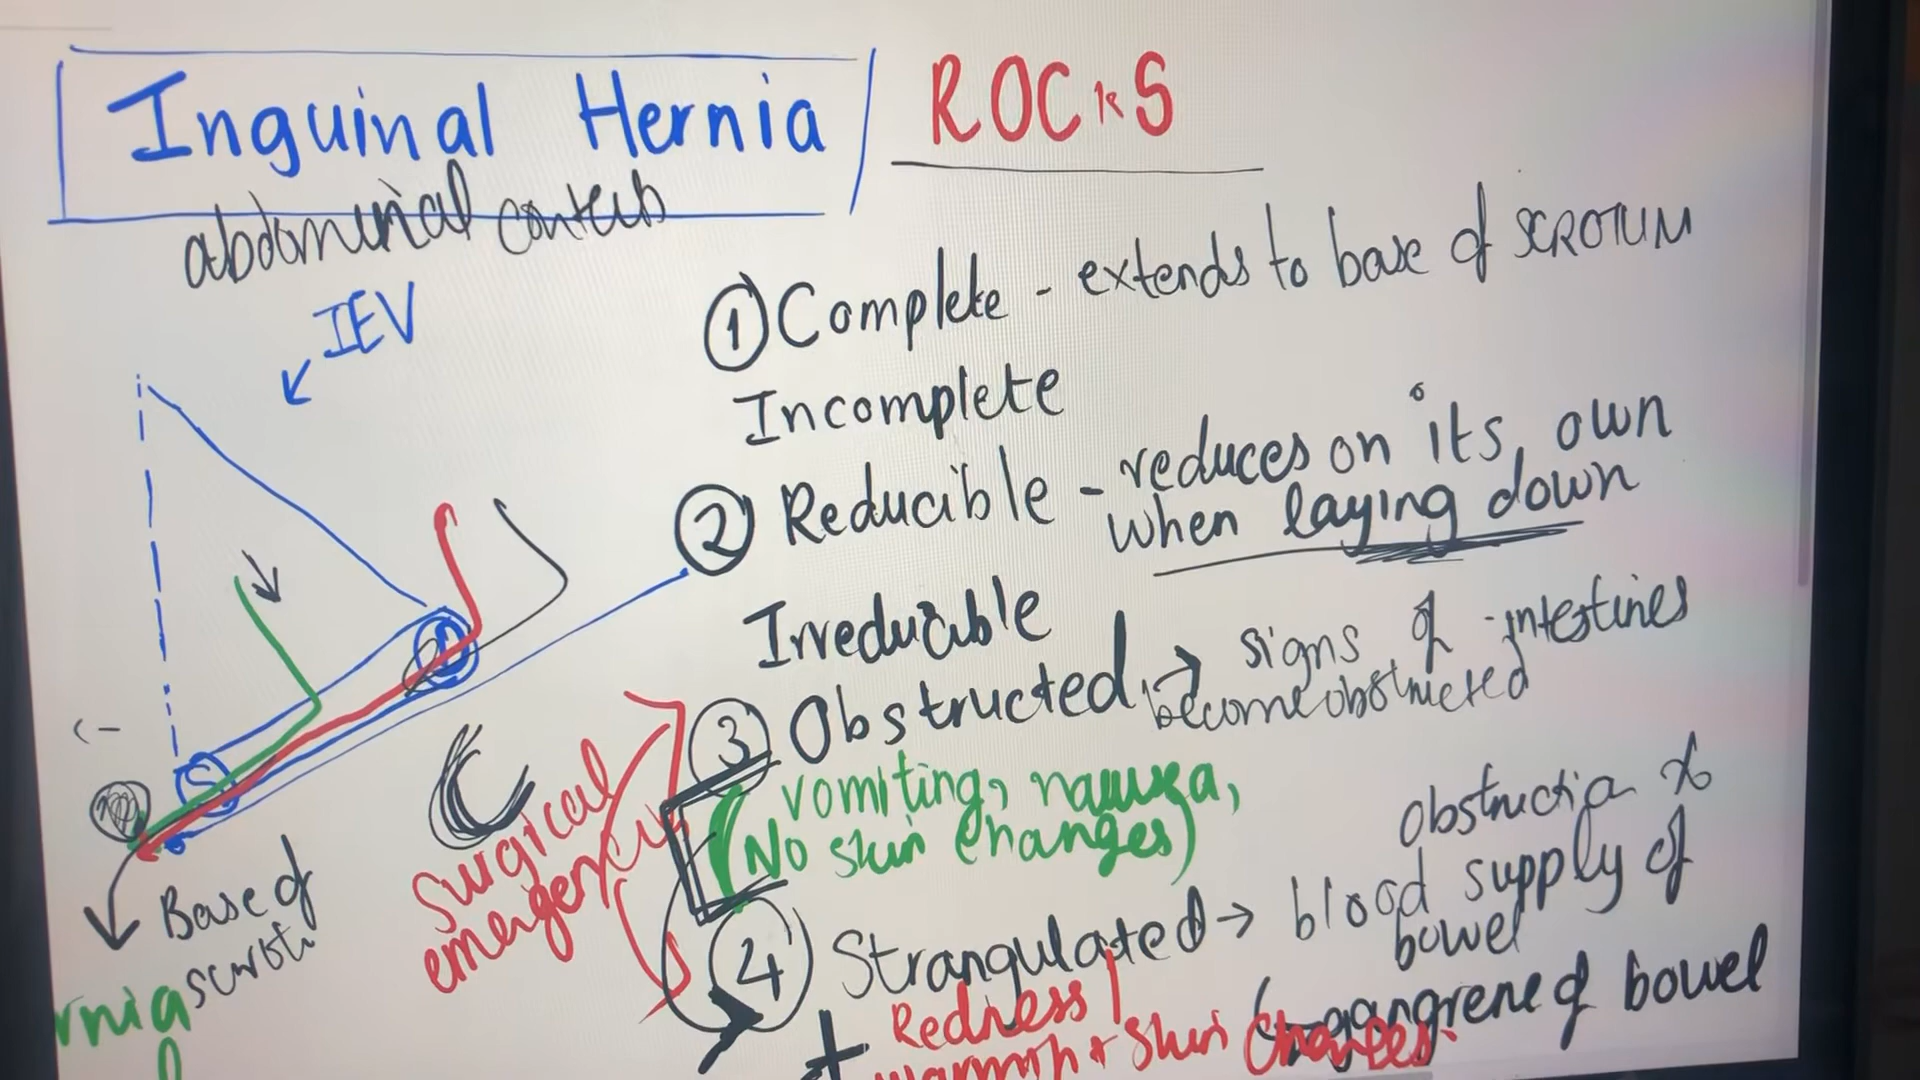 Inguinal Hernia
ROCKS
abdominal contents
IEV
① Complete - extends to base of SCROTUM
Incomplete
② Reducible - reduces on its own
when laying down
Irreducible
③ Obstructed → signs of intestines
become obstructed
vomiting, nausea,
(No skin changes)
Surgical
emergency
④ Strangulated → obstruction
blood supply of
bowel
gangrene of bowel
+ Redness
warmth + Skin Changes.
Base of
rnia